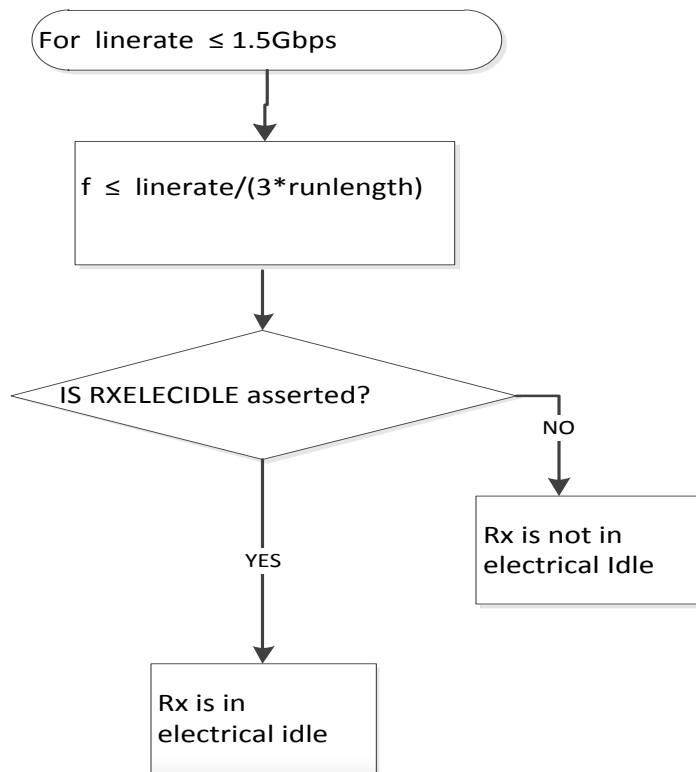 For linerate ≤ 1.5Gbps
f ≤ linerate/(3*runlength)
IS RXELECIDLE asserted?
NO
Rx is not in
electrical Idle
YES
Rx is in
electrical idle